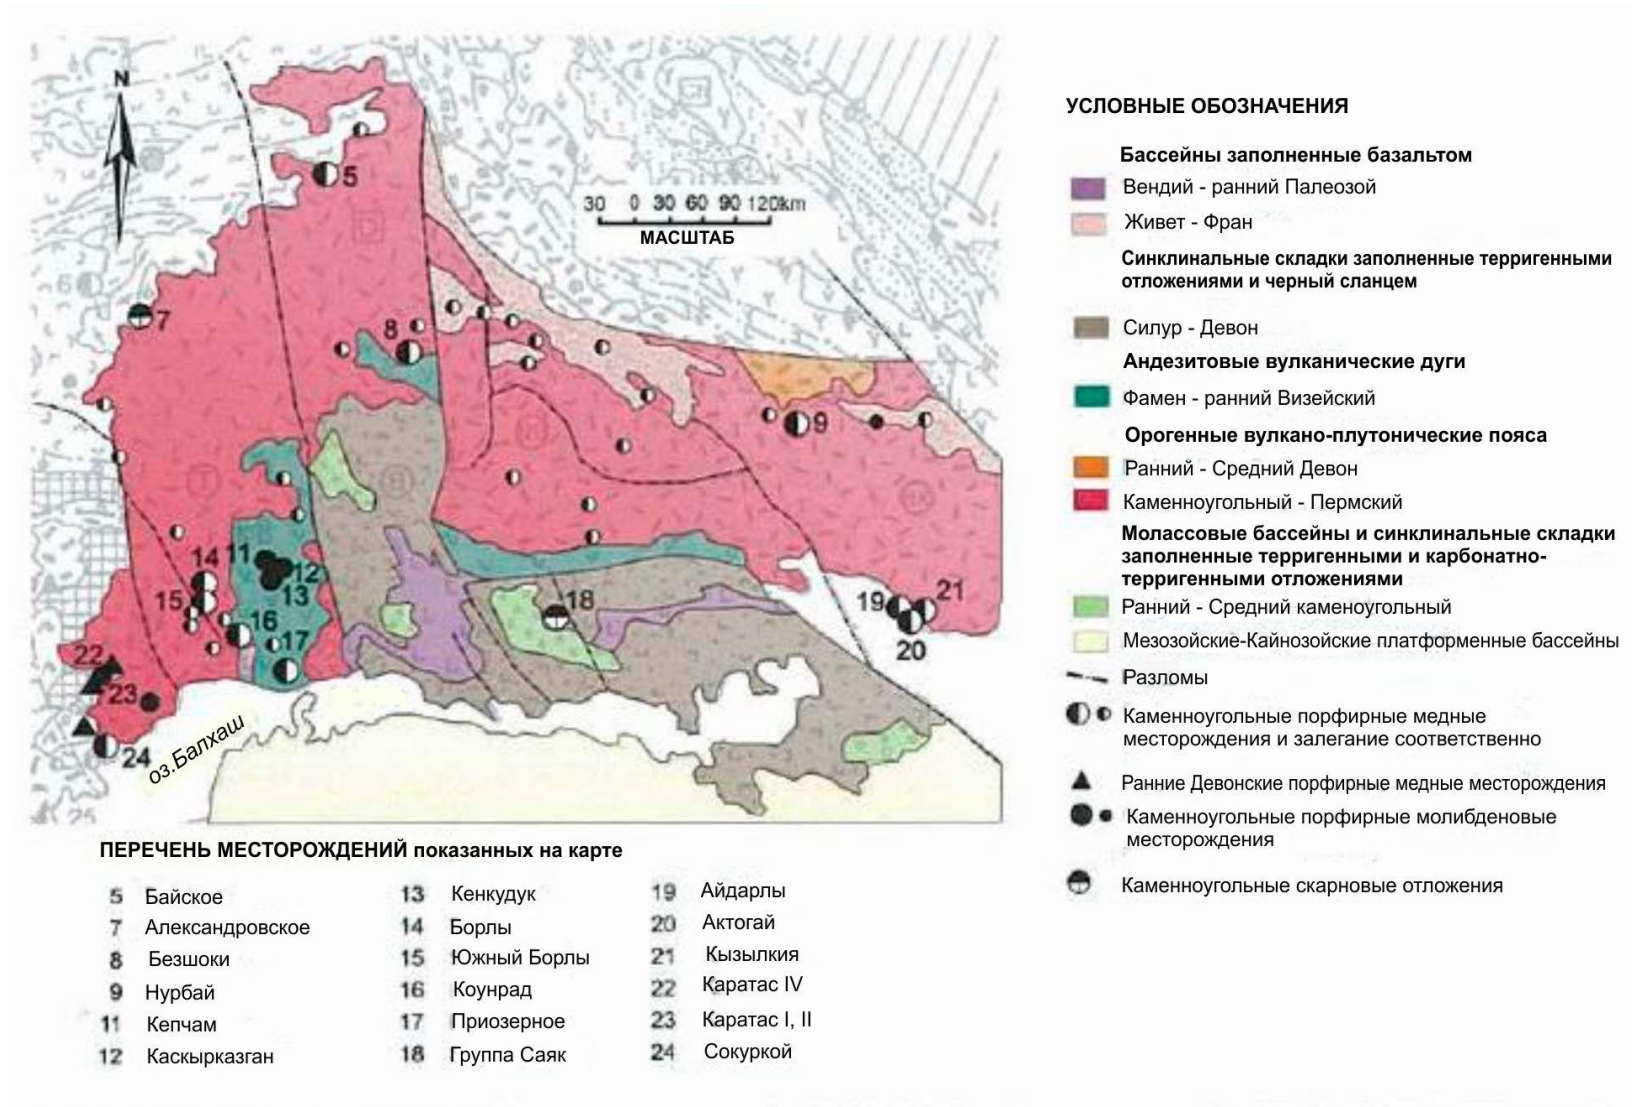 N
5
30 0 30 60 90 120km
МАСШТАБ
6
7
8
9
14
11
12
13
15
16
17
18
19
21
20
22
23
24
25
оз.Балхаш
УСЛОВНЫЕ ОБОЗНАЧЕНИЯ
Бассейны заполненные базальтом
Вендий - ранний Палеозой
Живет - Фран
Синклинальные складки заполненные терригенными
отложениями и черный сланцем
Силур - Девон
Андезитовые вулканические дуги
Фамен - ранний Визейский
Орогенные вулкано-плутонические пояса
Ранний - Средний Девон
Каменноугольный - Пермский
Молассовые бассейны и синклинальные складки
заполненные терригенными и карбонатно-
терригенными отложениями
Ранний - Средний каменоугольный
Мезозойские-Кайнозойские платформенные бассейны
Разломы
Каменноугольные порфирные медные
месторождения и залегание соответственно
Ранние Девонские порфирные медные месторождения
Каменноугольные порфирные молибденовые
месторождения
Каменноугольные скарновые отложения
ПЕРЕЧЕНЬ МЕСТОРОЖДЕНИЙ показанных на карте
5 Байское
7 Александровское
8 Безшоки
9 Нурбай
11 Кепчам
12 Каскырказган
13 Кенкудук
14 Борлы
15 Южный Борлы
16 Коунрад
17 Приозерное
18 Группа Саяк
19 Айдарлы
20 Актогай
21 Кызылкия
22 Каратас IV
23 Каратас I, II
24 Сокуркой